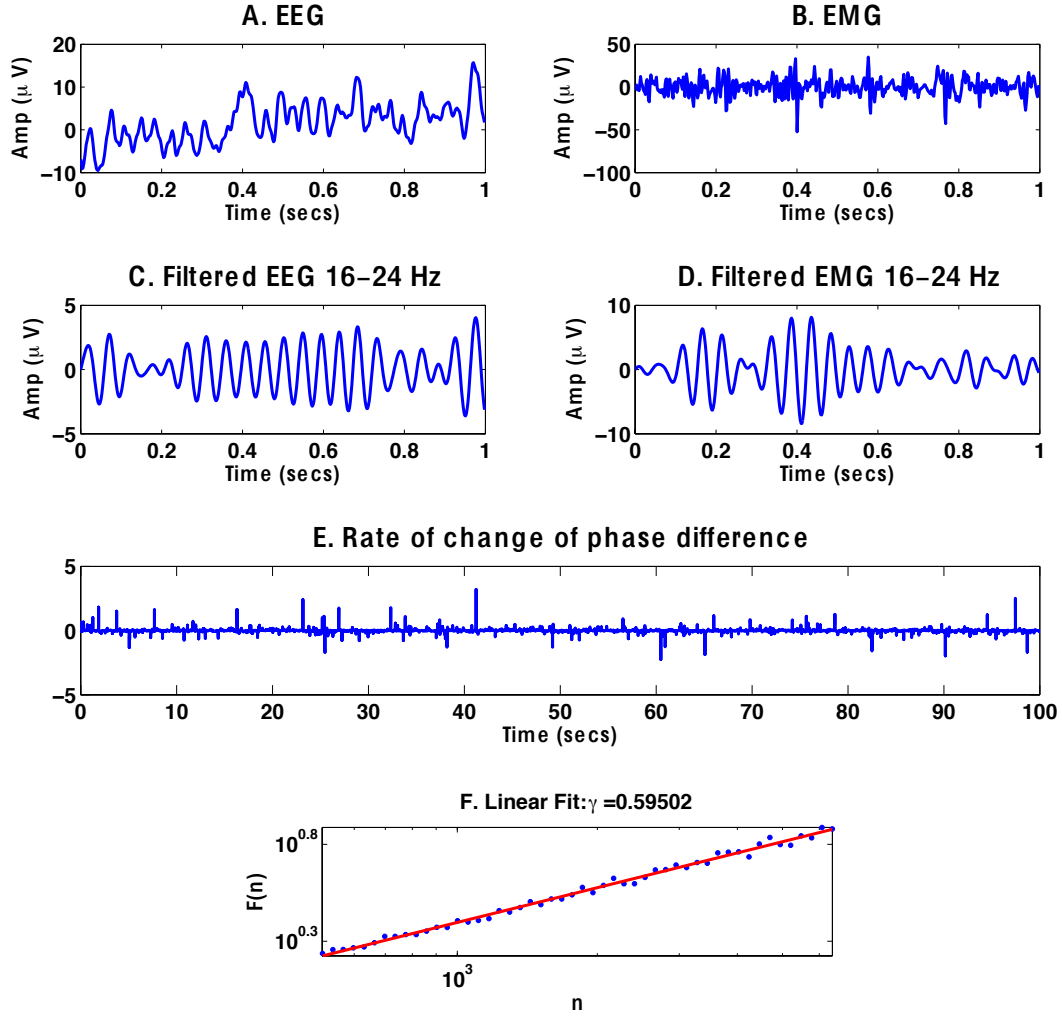 A. EEG
20
10
0
−10
Amp (μ V)
0 0.2 0.4 0.6 0.8 1
Time (secs)
B. EMG
50
0
−50
−100
Amp (μ V)
0 0.2 0.4 0.6 0.8 1
Time (secs)
C. Filtered EEG 16−24 Hz
5
0
−5
Amp (μ V)
0 0.2 0.4 0.6 0.8 1
Time (secs)
D. Filtered EMG 16−24 Hz
10
0
−10
Amp (μ V)
0 0.2 0.4 0.6 0.8 1
Time (secs)
E. Rate of change of phase difference
5
0
−5
0 10 20 30 40 50 60 70 80 90 100
Time (secs)
F. Linear Fit:γ =0.59502
10^0.8
10^0.3
F(n)
10^3
n